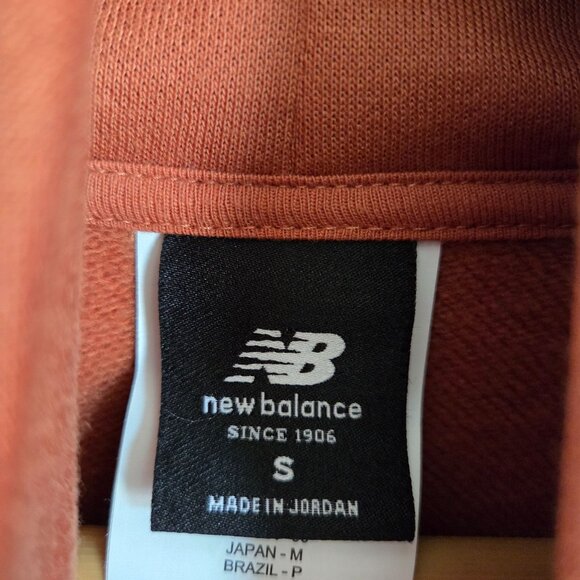 NB
new balance
SINCE 1906
S
MADE IN JORDAN
JAPAN - M
BRAZIL - P